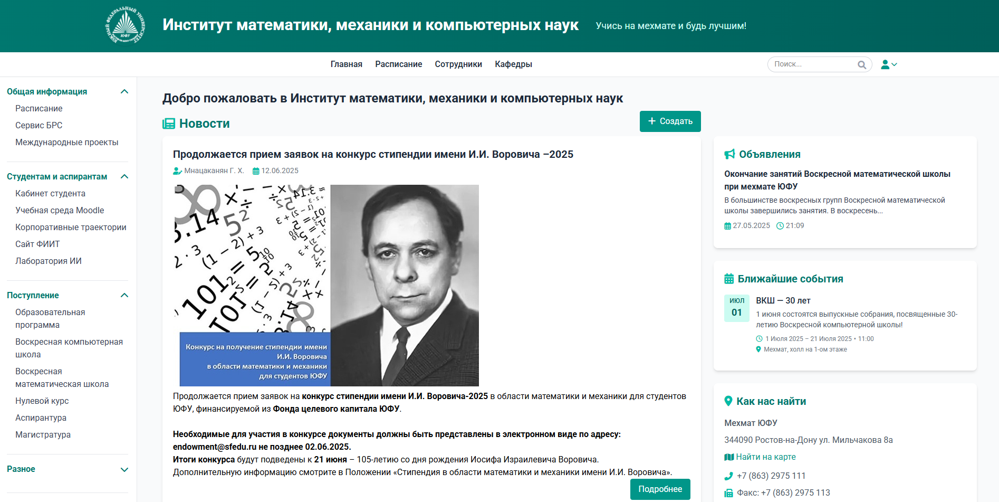 ЮЖНЫЙ ФЕДЕРАЛЬНЫЙ УНИВЕРСИТЕТ
ЮФУ
Институт математики, механики и компьютерных наук
Учись на мехмате и будь лучшим!
Главная Расписание Сотрудники Кафедры
Поиск...
Общая информация
Расписание
Сервис БРС
Международные проекты
Студентам и аспирантам
Кабинет студента
Учебная среда Moodle
Корпоративные траектории
Сайт ФИИТ
Лаборатория ИИ
Поступление
Образовательная
программа
Воскресная компьютерная
школа
Воскресная
математическая школа
Нулевой курс
Аспирантура
Магистратура
Разное
Добро пожаловать в Институт математики, механики и компьютерных наук
Новости
Создать
Продолжается прием заявок на конкурс стипендии имени И.И. Воровича –2025
Мнацаканян Г. Х. 12.06.2025
Конкурс на получение стипендии имени
И.И. Воровича
в области математики и механики
для студентов ЮФУ
Продолжается прием заявок на конкурс стипендии имени И.И. Воровича-2025 в области математики и механики для студентов
ЮФУ, финансируемой из Фонда целевого капитала ЮФУ.
Необходимые для участия в конкурсе документы должны быть представлены в электронном виде по адресу:
endowment@sfedu.ru не позднее 02.06.2025.
Итоги конкурса будут подведены к 21 июня – 105-летию со дня рождения Иосифа Израилевича Воровича.
Дополнительную информацию смотрите в Положении «Стипендия в области математики и механики имени И.И. Воровича».
Подробнее
Объявления
Окончание занятий Воскресной математической школы
при мехмате ЮФУ
В большинстве воскресных групп Воскресной математической
школы завершились занятия. В воскресень...
27.05.2025 21:09
Ближайшие события
ИЮЛ
01
ВКШ — 30 лет
1 июня состоятся выпускные собрания, посвященные 30-
летию Воскресной компьютерной школы!
1 Июля 2025 – 21 Июля 2025 • 11:00
Мехмат, холл на 1-ом этаже
Как нас найти
Мехмат ЮФУ
344090 Ростов-на-Дону ул. Мильчакова 8а
Найти на карте
+7 (863) 2975 111
Факс: +7 (863) 2975 113